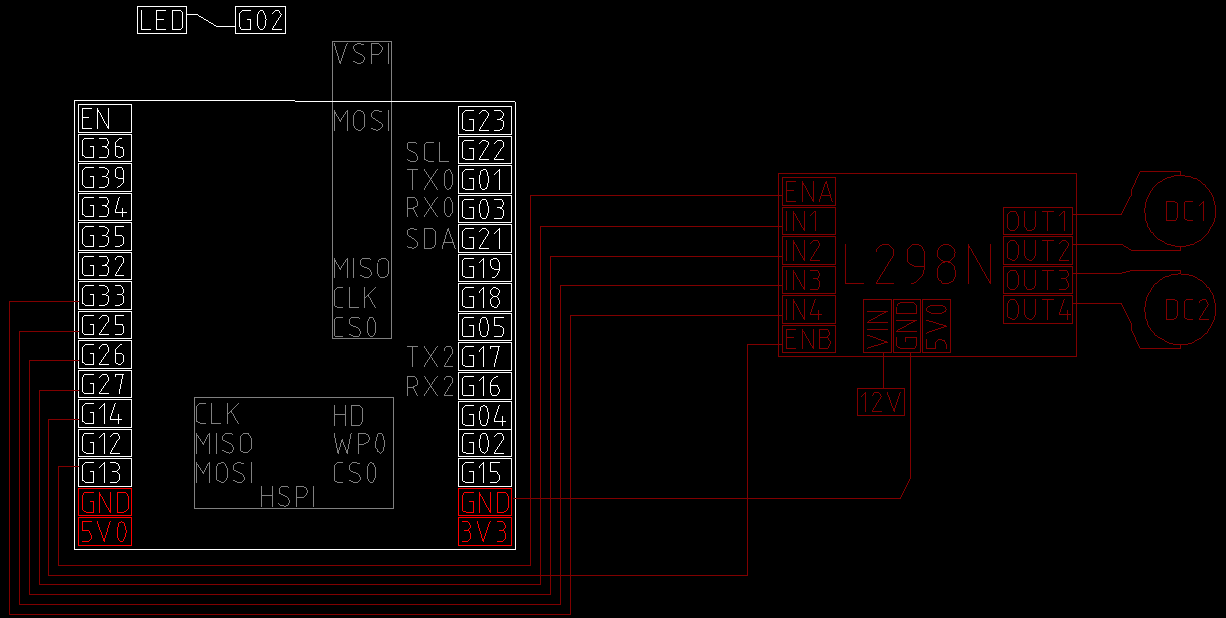 LED G02
VSPI
EN MOSI G23
G36 SCL G22
G39 TX0 G01
G34 RX0 G03
G35 SDA G21
G32 MISO G19
G33 CLK G18
G25 CS0 G05
G26 TX2 G17
G27 RX2 G16
G14 CLK HD G04
G12 MISO WP0 G02
G13 MOSI CS0 G15
HSPI
GND GND
5V0 3V3
ENA
IN1
IN2
IN3
IN4
ENB
L298N
VIN
GND
5V0
12V
OUT1
OUT2
OUT3
OUT4
DC1
DC2